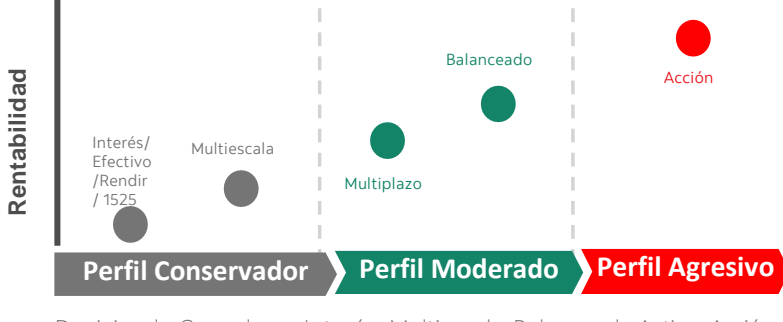 Rentabilidad
Interés/
Efectivo
/Rendir
/ 1525
Multiescala
Multiplazo
Balanceado
Acción
Perfil Conservador
Perfil Moderado
Perfil Agresivo